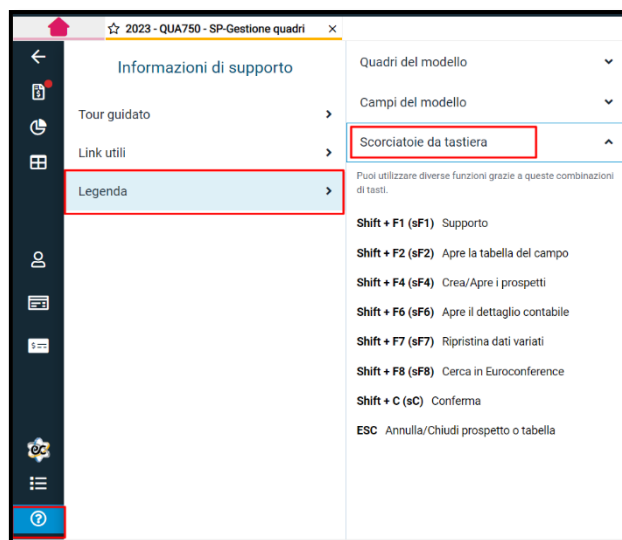 2023 - QUA750 - SP-Gestione quadri
Informazioni di supporto
Tour guidato
Link utili
Legenda
Quadri del modello
Campi del modello
Scorciatoie da tastiera
Puoi utilizzare diverse funzioni grazie a queste combinazioni
di tasti.
Shift + F1 (sF1) Supporto
Shift + F2 (sF2) Apre la tabella del campo
Shift + F4 (sF4) Crea/Apre i prospetti
Shift + F6 (sF6) Apre il dettaglio contabile
Shift + F7 (sF7) Ripristina dati variati
Shift + F8 (sF8) Cerca in Euroconference
Shift + C (sC) Conferma
ESC Annulla/Chiudi prospetto o tabella
ec